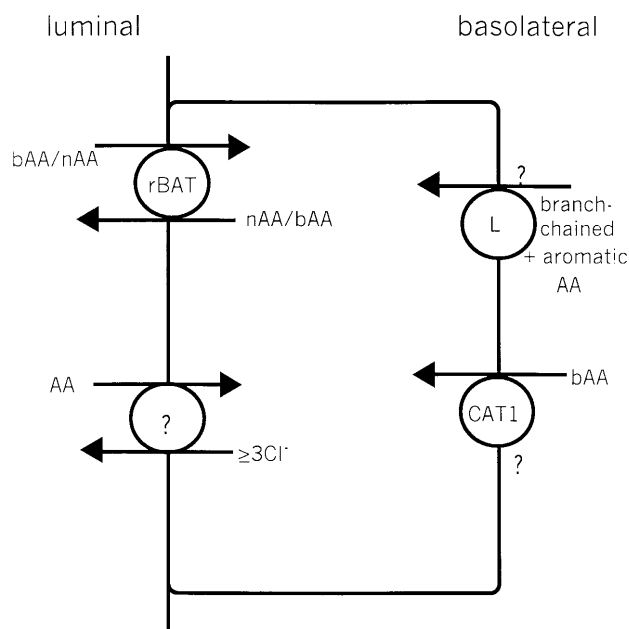 luminal
basolateral
bAA/nAA
rBAT
nAA/bAA
?
L
branch-
chained
+ aromatic
AA
AA
?
≥3Cl⁻
bAA
CAT1
?